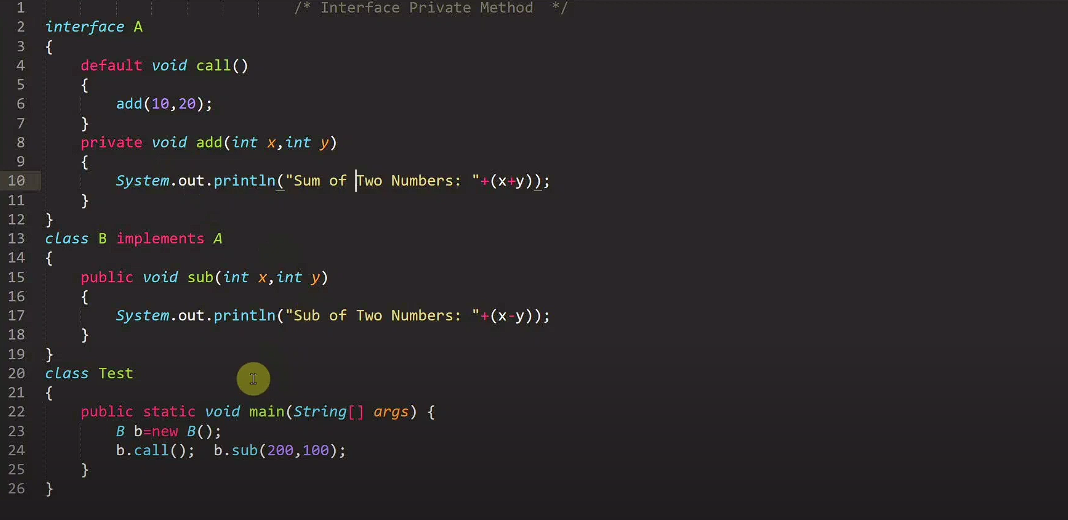 1 /* Interface Private Method */
2 interface A
3 {
4 default void call()
5 {
6 add(10,20);
7 }
8 private void add(int x,int y)
9 {
10 System.out.println("Sum of Two Numbers: "+(x+y));
11 }
12 }
13 class B implements A
14 {
15 public void sub(int x,int y)
16 {
17 System.out.println("Sub of Two Numbers: "+(x-y));
18 }
19 }
20 class Test
21 {
22 public static void main(String[] args) {
23 B b=new B();
24 b.call(); b.sub(200,100);
25 }
26 }